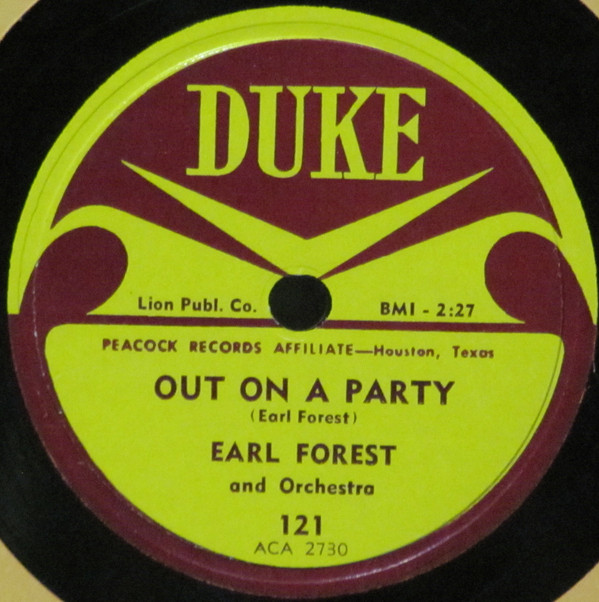 DUKE
Lion Publ. Co. BMI - 2:27
PEACOCK RECORDS AFFILIATE—Houston, Texas
OUT ON A PARTY
(Earl Forest)
EARL FOREST
and Orchestra
121
ACA 2730